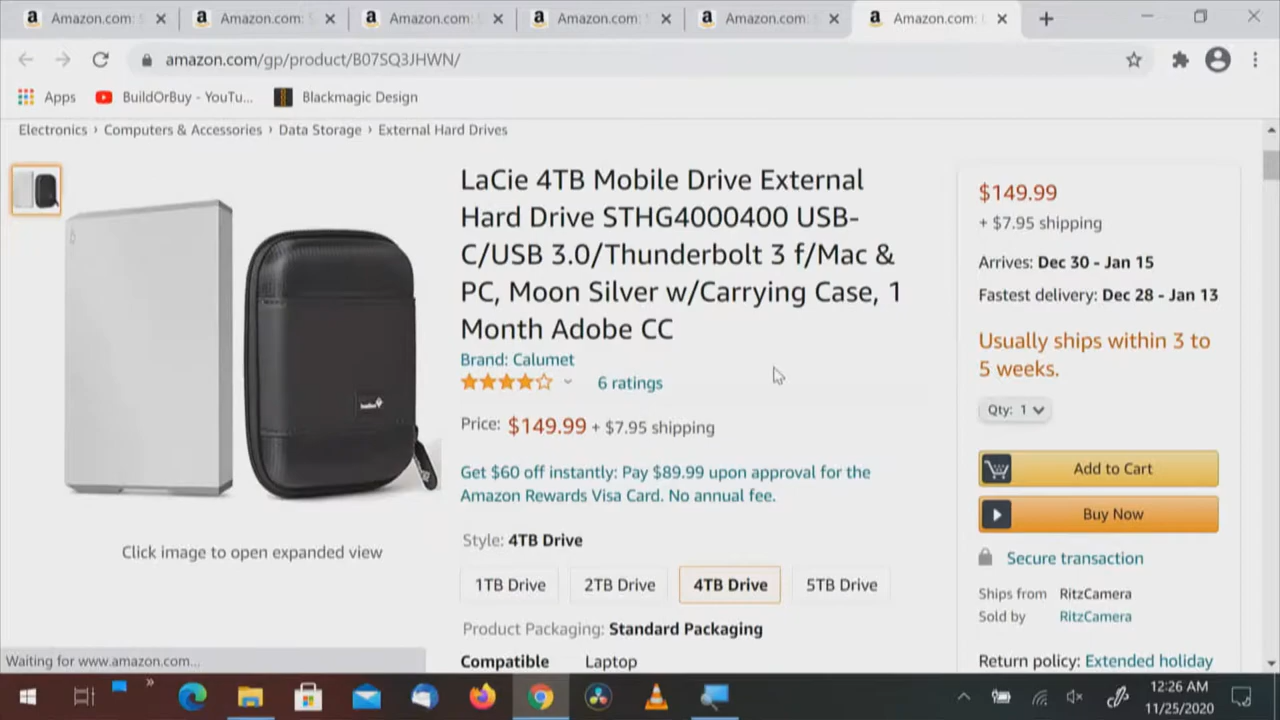 Amazon.com:
Amazon.com:
Amazon.com:
Amazon.com:
Amazon.com:
Amazon.com:
amazon.com/gp/product/B07SQ3JHWN/
Apps
BuildOrBuy - YouTu...
Blackmagic Design
Electronics › Computers & Accessories › Data Storage › External Hard Drives
LaCie 4TB Mobile Drive External
Hard Drive STHG4000400 USB-
C/USB 3.0/Thunderbolt 3 f/Mac &
PC, Moon Silver w/Carrying Case, 1
Month Adobe CC
Brand: Calumet
6 ratings
Price: $149.99 + $7.95 shipping
Get $60 off instantly: Pay $89.99 upon approval for the
Amazon Rewards Visa Card. No annual fee.
Style: 4TB Drive
1TB Drive
2TB Drive
4TB Drive
5TB Drive
Product Packaging: Standard Packaging
Compatible Laptop
Click image to open expanded view
$149.99
+ $7.95 shipping
Arrives: Dec 30 - Jan 15
Fastest delivery: Dec 28 - Jan 13
Usually ships within 3 to
5 weeks.
Qty: 1
Add to Cart
Buy Now
Secure transaction
Ships from RitzCamera
Sold by RitzCamera
Return policy: Extended holiday
Waiting for www.amazon.com...
12:26 AM
11/25/2020